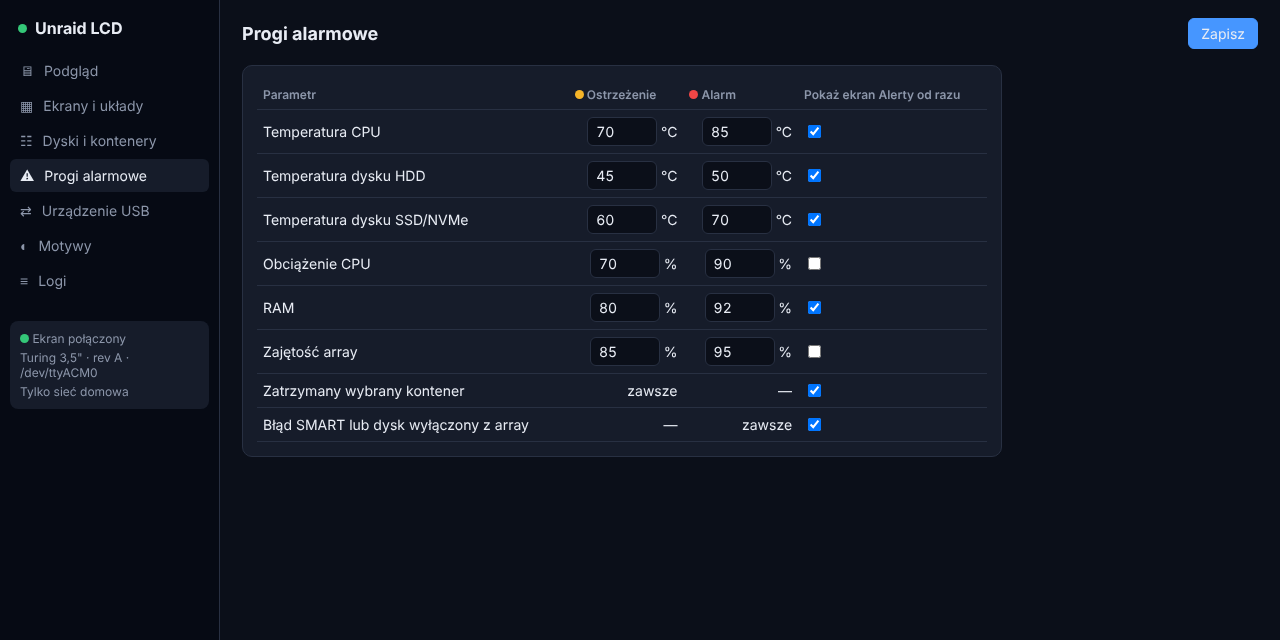 Unraid LCD
Podgląd
Ekrany i układy
Dyski i kontenery
Progi alarmowe
Urządzenie USB
Motywy
Logi
Ekran połączony
Turing 3,5" · rev A ·
/dev/ttyACM0
Tylko sieć domowa
Progi alarmowe
Zapisz
Parametr Ostrzeżenie Alarm Pokaż ekran Alerty od razu
Temperatura CPU 70 °C 85 °C
Temperatura dysku HDD 45 °C 50 °C
Temperatura dysku SSD/NVMe 60 °C 70 °C
Obciążenie CPU 70 % 90 %
RAM 80 % 92 %
Zajętość array 85 % 95 %
Zatrzymany wybrany kontener zawsze —
Błąd SMART lub dysk wyłączony z array — zawsze